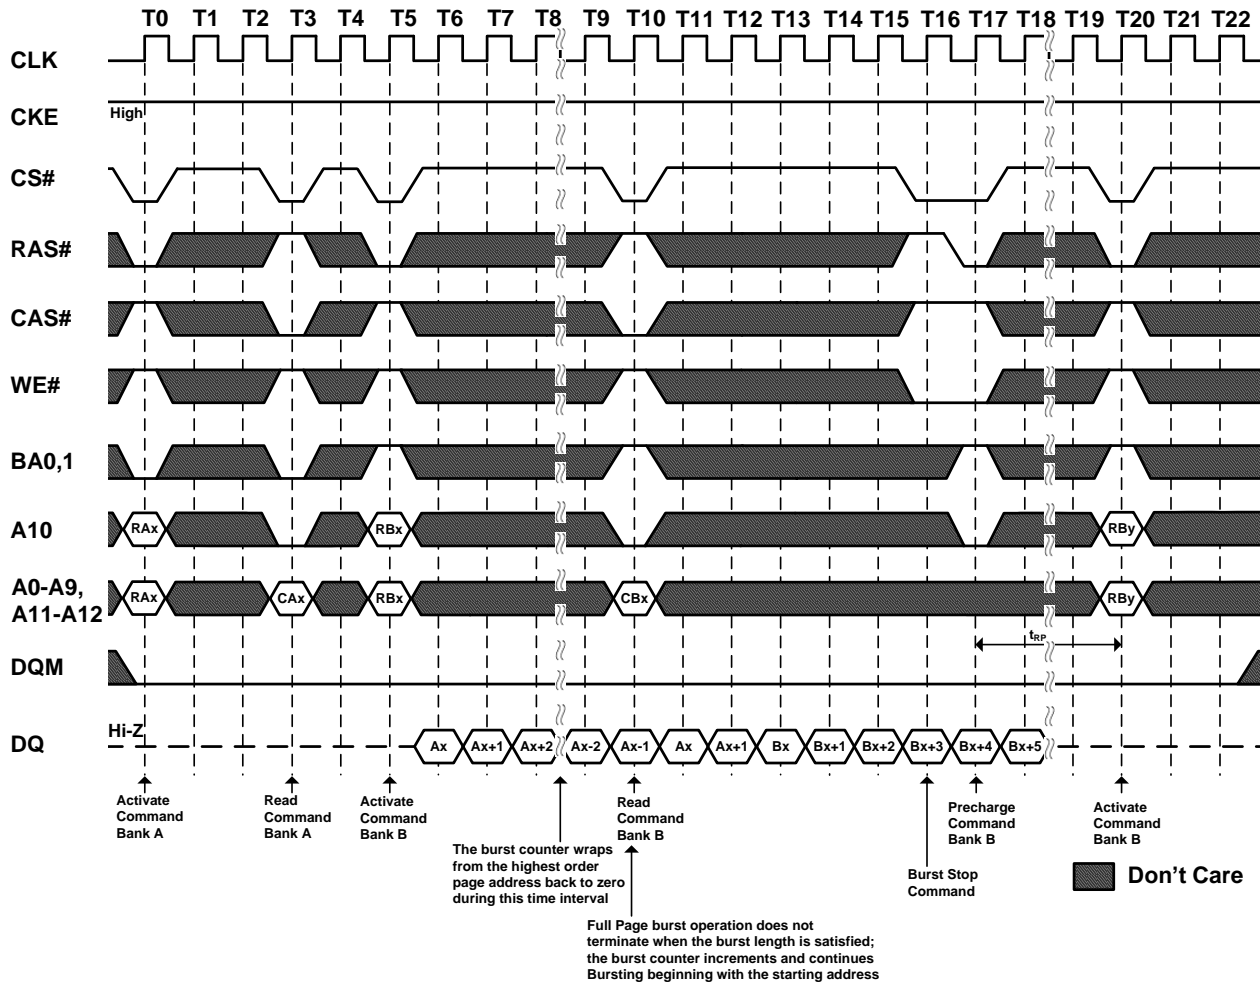 T0 T1 T2 T3 T4 T5 T6 T7 T8 T9 T10 T11 T12 T13 T14 T15 T16 T17 T18 T19 T20 T21 T22
CLK
CKE
High
CS#
RAS#
CAS#
WE#
BA0,1
A10
RAx RBx RBy
A0-A9,
A11-A12
RAx CAx RBx CBx RBy
tRP
DQM
DQ
Hi-Z
Ax Ax+1 Ax+2 Ax-2 Ax-1 Ax Ax+1 Bx Bx+1 Bx+2 Bx+3 Bx+4 Bx+5
Activate
Command
Bank A
Read
Command
Bank A
Activate
Command
Bank B
The burst counter wraps
from the highest order
page address back to zero
during this time interval
Read
Command
Bank B
Full Page burst operation does not
terminate when the burst length is satisfied;
the burst counter increments and continues
Bursting beginning with the starting address
Burst Stop
Command
Precharge
Command
Bank B
Activate
Command
Bank B
Don't Care